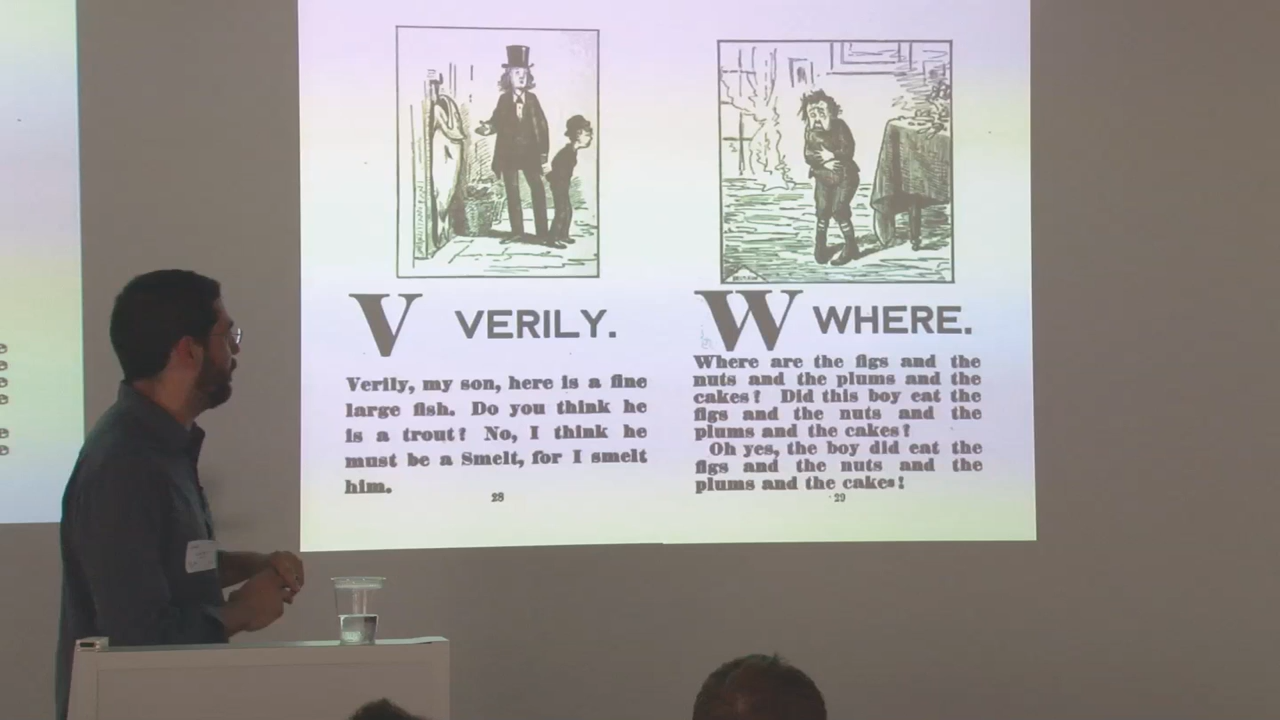 V VERILY.
Verily, my son, here is a fine
large fish. Do you think he
is a trout? No, I think he
must be a Smelt, for I smelt
him.
28
W WHERE.
Where are the figs and the
nuts and the plums and the
cakes? Did this boy eat the
figs and the nuts and the
plums and the cakes?
Oh yes, the boy did eat the
figs and the nuts and the
plums and the cakes!
29